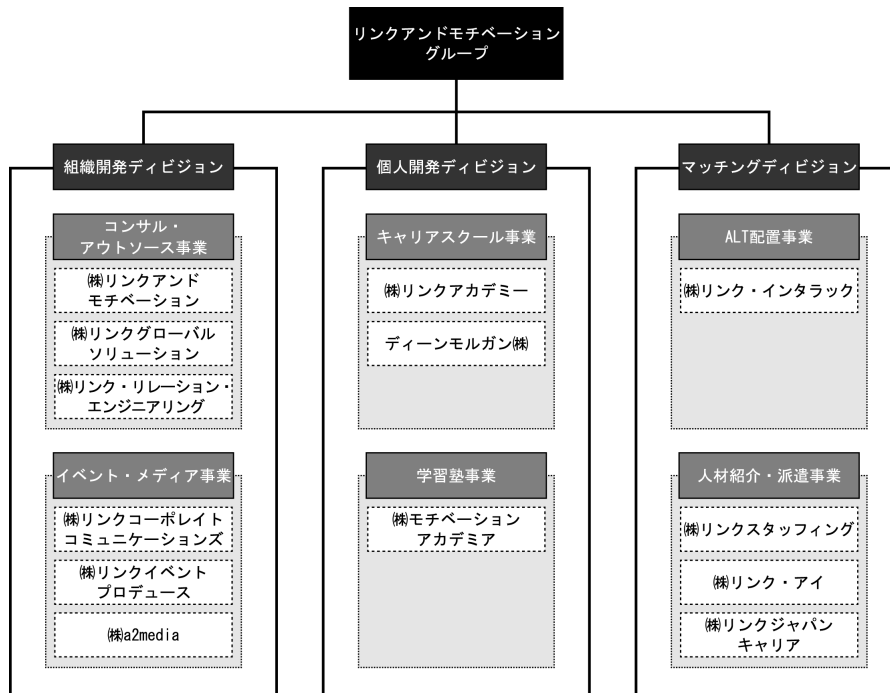 リンクアンドモチベーション
グループ
組織開発ディビジョン
コンサル・
アウトソース事業
㈱リンクアンド
モチベーション
㈱リンクグローバル
ソリューション
㈱リンク・リレーション・
エンジニアリング
イベント・メディア事業
㈱リンクコーポレイト
コミュニケーションズ
㈱リンクイベント
プロデュース
㈱a2media
個人開発ディビジョン
キャリアスクール事業
㈱リンクアカデミー
ディーンモルガン㈱
学習塾事業
㈱モチベーション
アカデミア
マッチングディビジョン
ALT配置事業
㈱リンク・インタラック
人材紹介・派遣事業
㈱リンクスタッフィング
㈱リンク・アイ
㈱リンクジャパン
キャリア